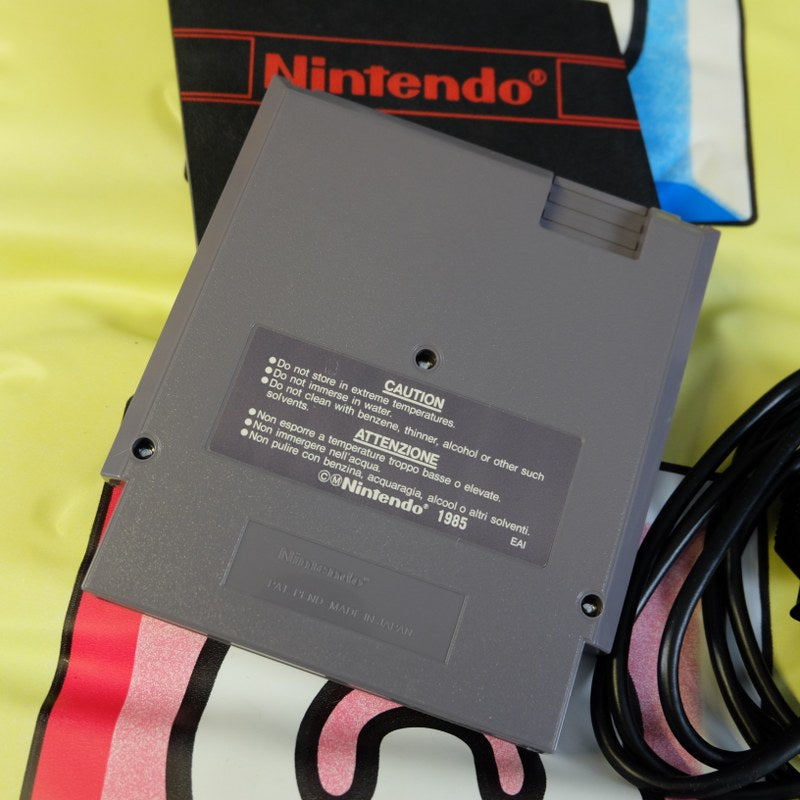 Nintendo®
CAUTION
●Do not store in extreme temperatures.
●Do not immerse in water.
●Do not clean with benzene, thinner, alcohol or other such
solvents.
ATTENZIONE
●Non esporre a temperature troppo basse o elevate.
●Non immergere nell'acqua.
●Non pulire con benzina, acquaragia, alcool o altri solventi.
©ⓂNintendo® 1985
EAI
Nintendo®
PAT. PEND. MADE IN JAPAN